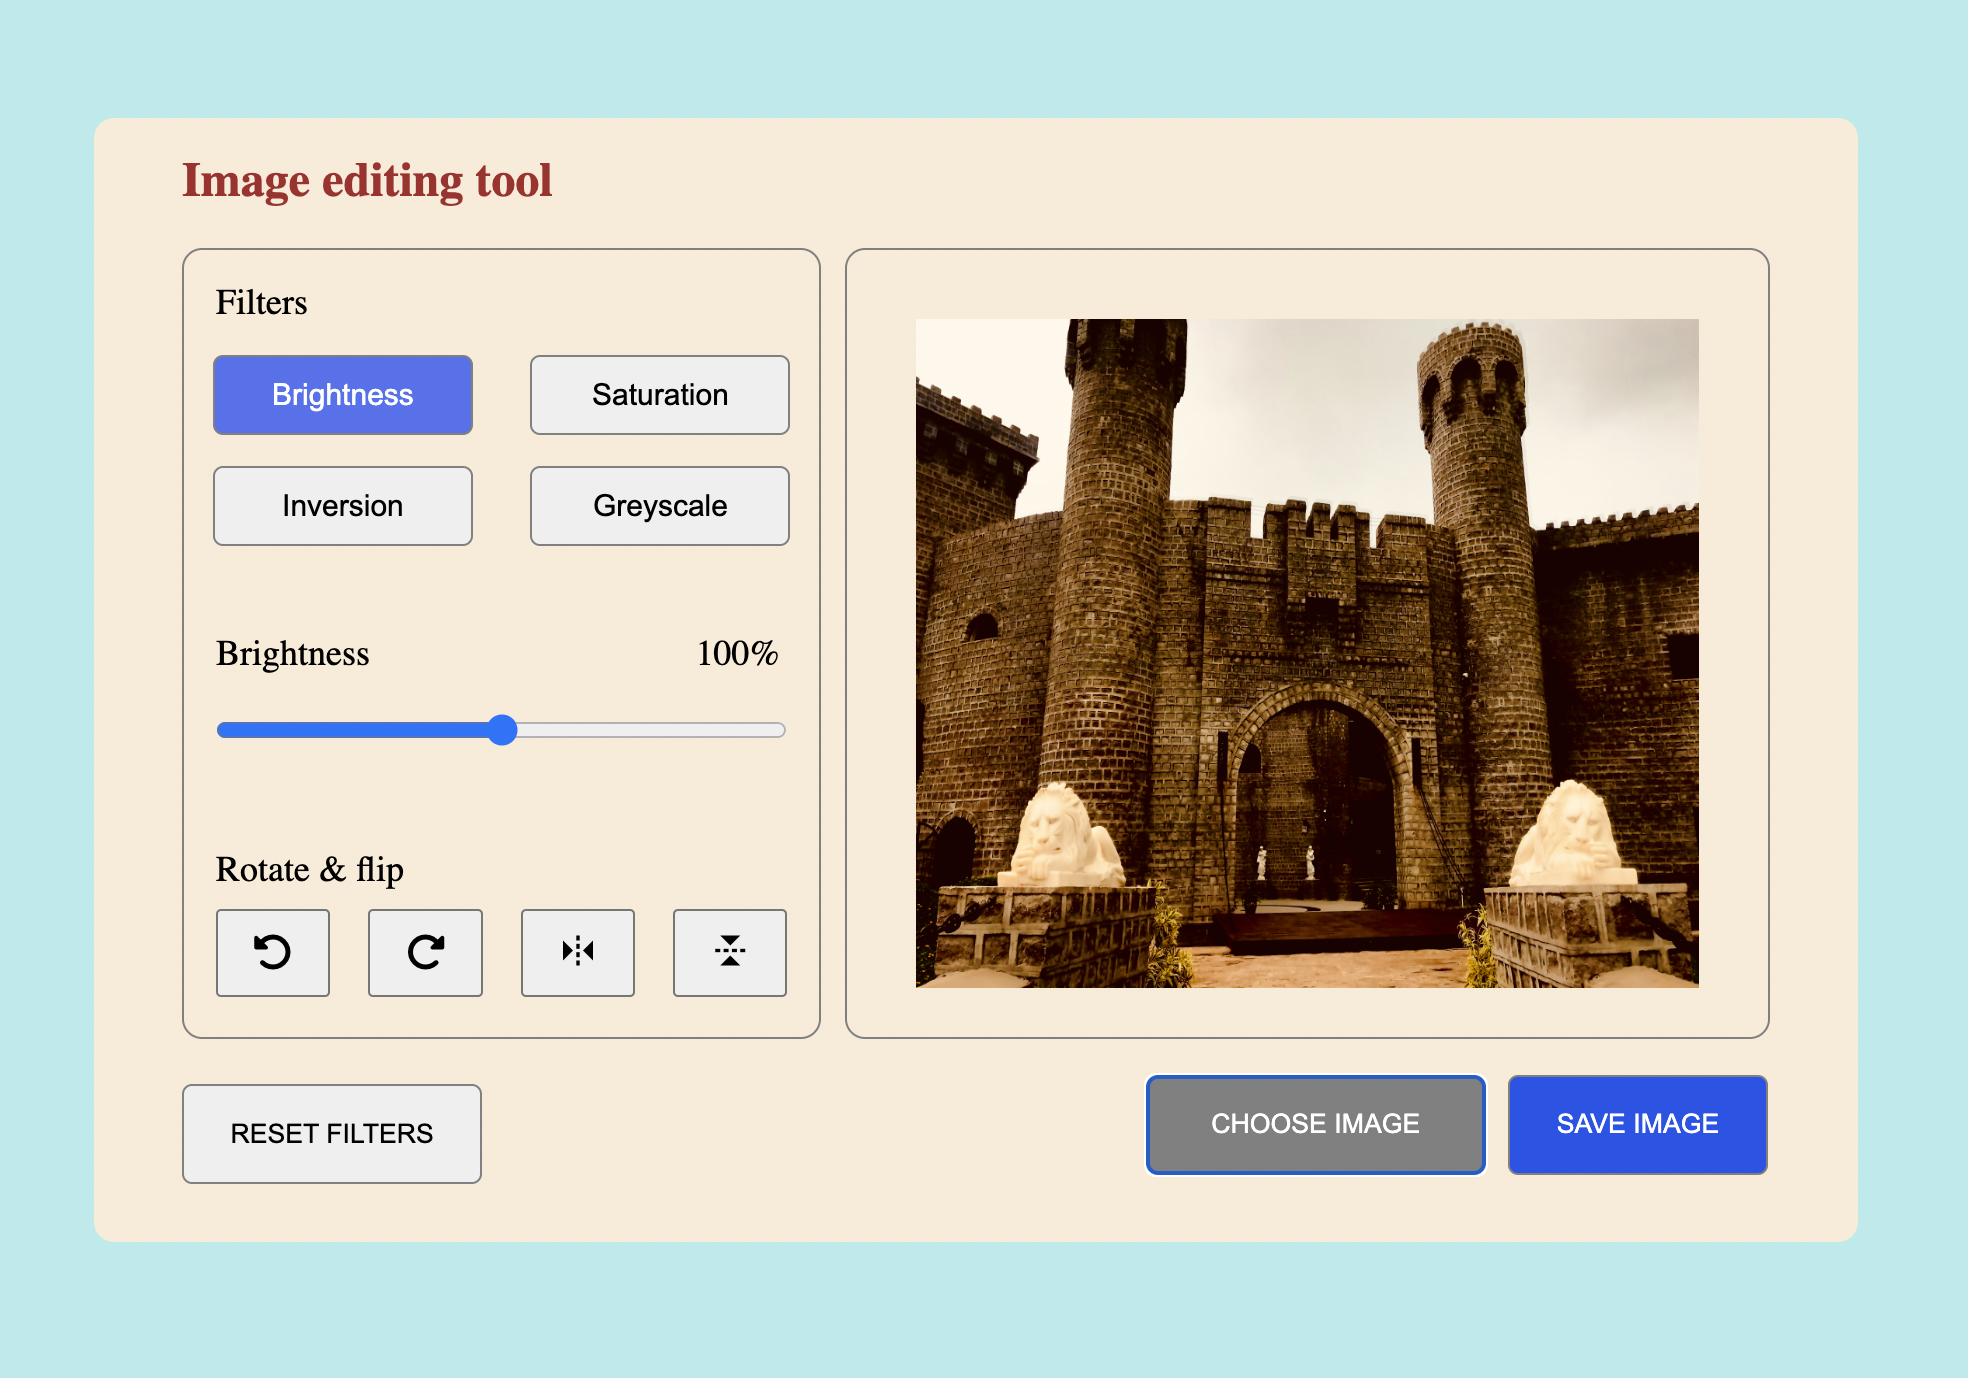 Image editing tool
Filters
Brightness
Saturation
Inversion
Greyscale
Brightness 100%
Rotate & flip
RESET FILTERS
CHOOSE IMAGE
SAVE IMAGE